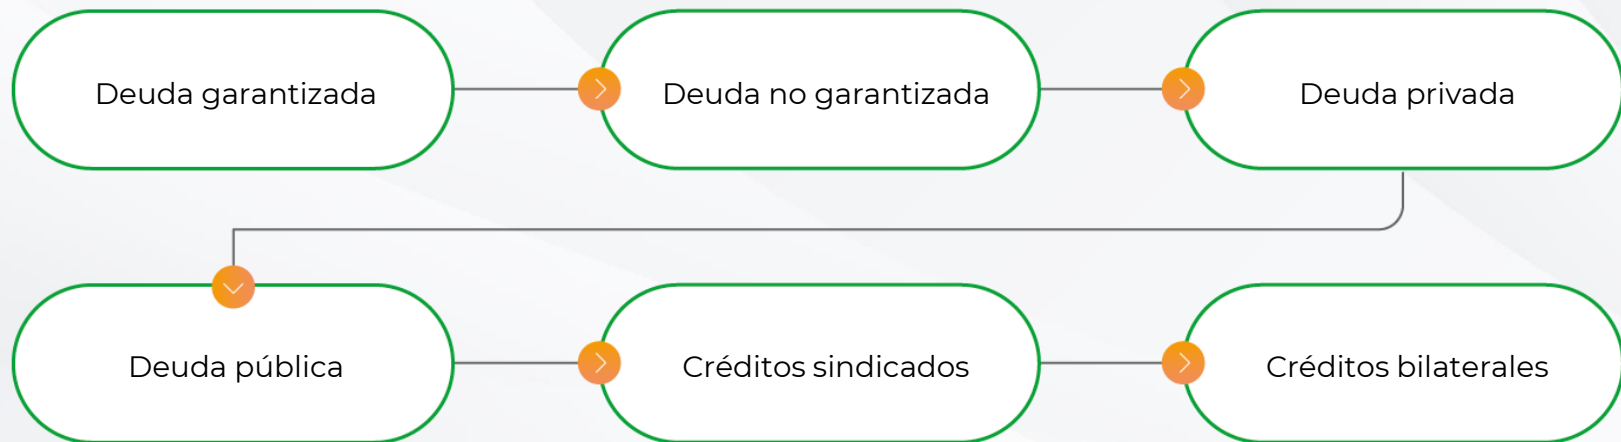 Deuda garantizada
Deuda no garantizada
Deuda privada
Deuda pública
Créditos sindicados
Créditos bilaterales